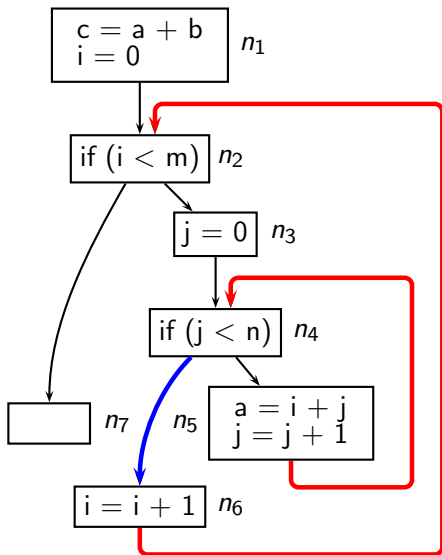 c = a + b
i = 0
n1
if (i < m)
n2
j = 0
n3
if (j < n)
n4
a = i + j
j = j + 1
n5
n7
i = i + 1
n6